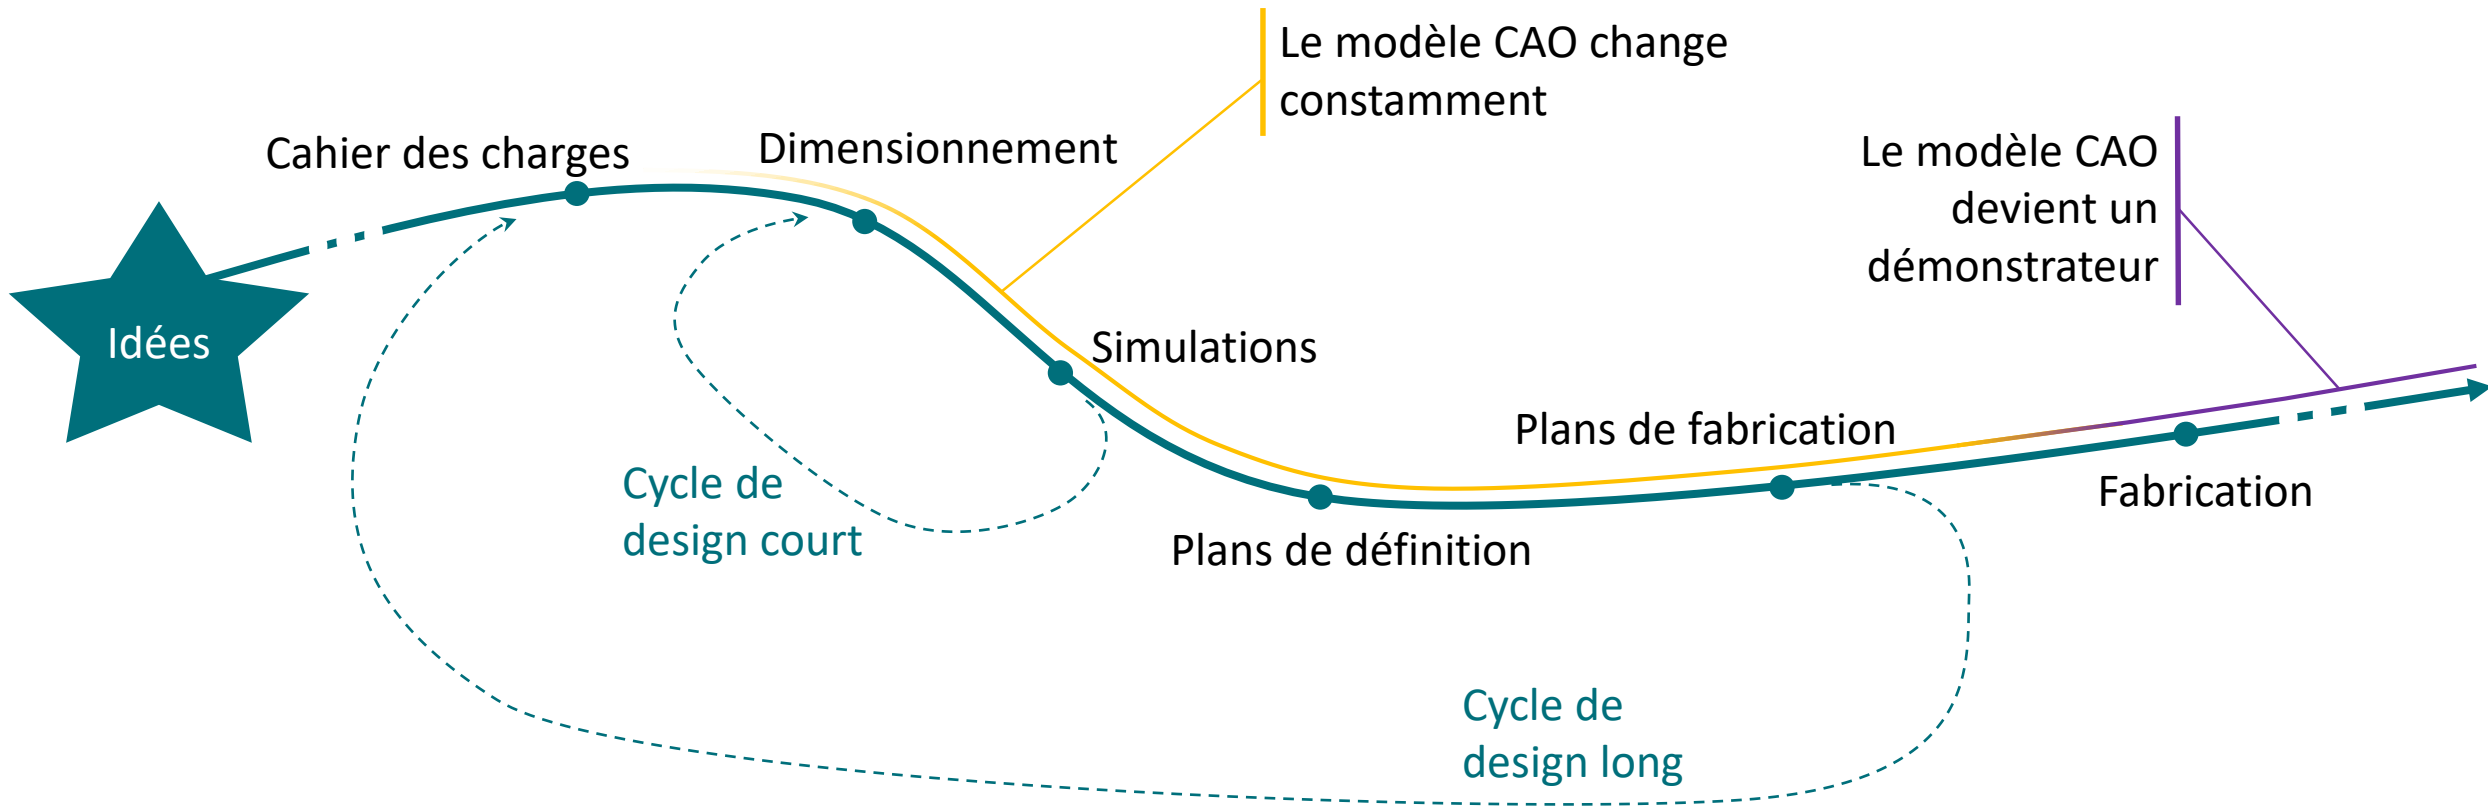 Le modèle CAO change
constamment
Cahier des charges
Dimensionnement
Le modèle CAO
devient un
démonstrateur
Idées
Simulations
Plans de fabrication
Cycle de
design court
Fabrication
Plans de définition
Cycle de
design long